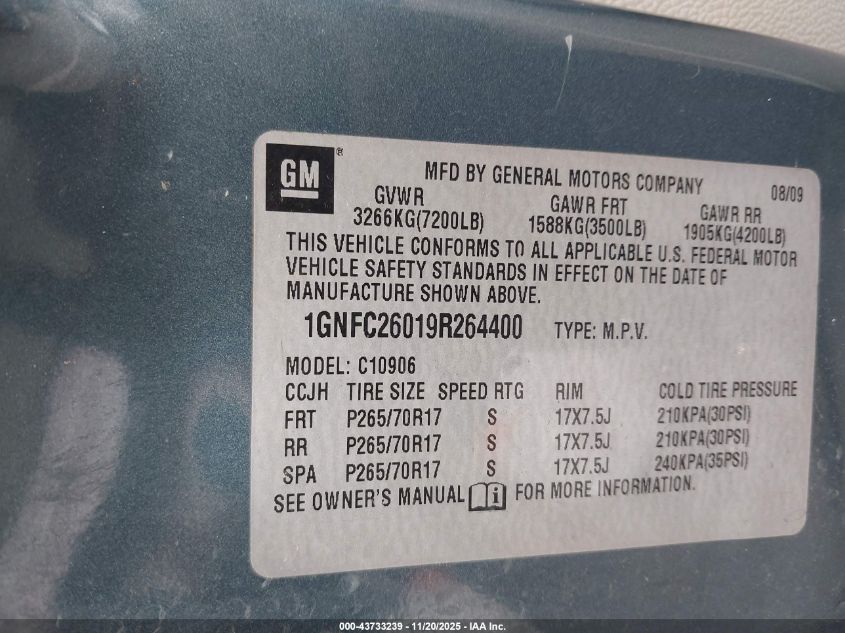 GM ®
MFD BY GENERAL MOTORS COMPANY 08/09
GVWR GAWR FRT GAWR RR
3266KG(7200LB) 1588KG(3500LB) 1905KG(4200LB)
THIS VEHICLE CONFORMS TO ALL APPLICABLE U.S. FEDERAL MOTOR
VEHICLE SAFETY STANDARDS IN EFFECT ON THE DATE OF
MANUFACTURE SHOWN ABOVE.
1GNFC26019R264400 TYPE: M.P.V.
MODEL: C10906
CCJH TIRE SIZE SPEED RTG RIM COLD TIRE PRESSURE
FRT P265/70R17 S 17X7.5J 210KPA(30PSI)
RR P265/70R17 S 17X7.5J 210KPA(30PSI)
SPA P265/70R17 S 17X7.5J 240KPA(35PSI)
SEE OWNER'S MANUAL i FOR MORE INFORMATION.
000-43733239 - 11/20/2025 - IAA Inc.